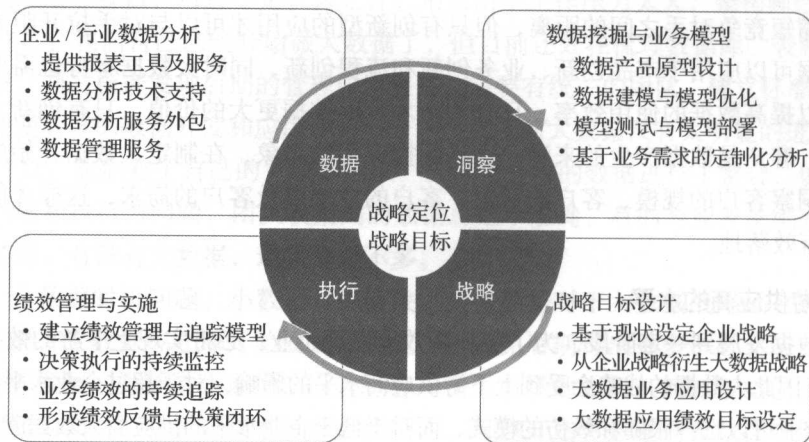 企业 / 行业数据分析
• 提供报表工具及服务
• 数据分析技术支持
• 数据分析服务外包
• 数据管理服务
数据挖掘与业务模型
• 数据产品原型设计
• 数据建模与模型优化
• 模型测试与模型部署
• 基于业务需求的定制化分析
数据
洞察
战略定位
战略目标
执行
战略
绩效管理与实施
• 建立绩效管理与追踪模型
• 决策执行的持续监控
• 业务绩效的持续追踪
• 形成绩效反馈与决策闭环
战略目标设计
• 基于现状设定企业战略
• 从企业战略衍生大数据战略
• 大数据业务应用设计
• 大数据应用绩效目标设定